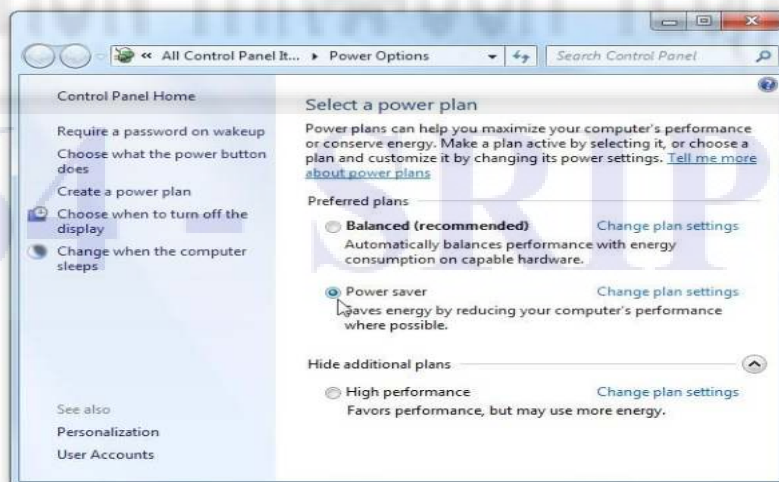 « All Control Panel It... ▸ Power Options
Search Control Panel
Control Panel Home
Require a password on wakeup
Choose what the power button
does
Create a power plan
Choose when to turn off the
display
Change when the computer
sleeps
See also
Personalization
User Accounts
Select a power plan
Power plans can help you maximize your computer's performance
or conserve energy. Make a plan active by selecting it, or choose a
plan and customize it by changing its power settings. Tell me more
about power plans
Preferred plans
Balanced (recommended) Change plan settings
Automatically balances performance with energy
consumption on capable hardware.
Power saver Change plan settings
Saves energy by reducing your computer's performance
where possible.
Hide additional plans
High performance Change plan settings
Favors performance, but may use more energy.